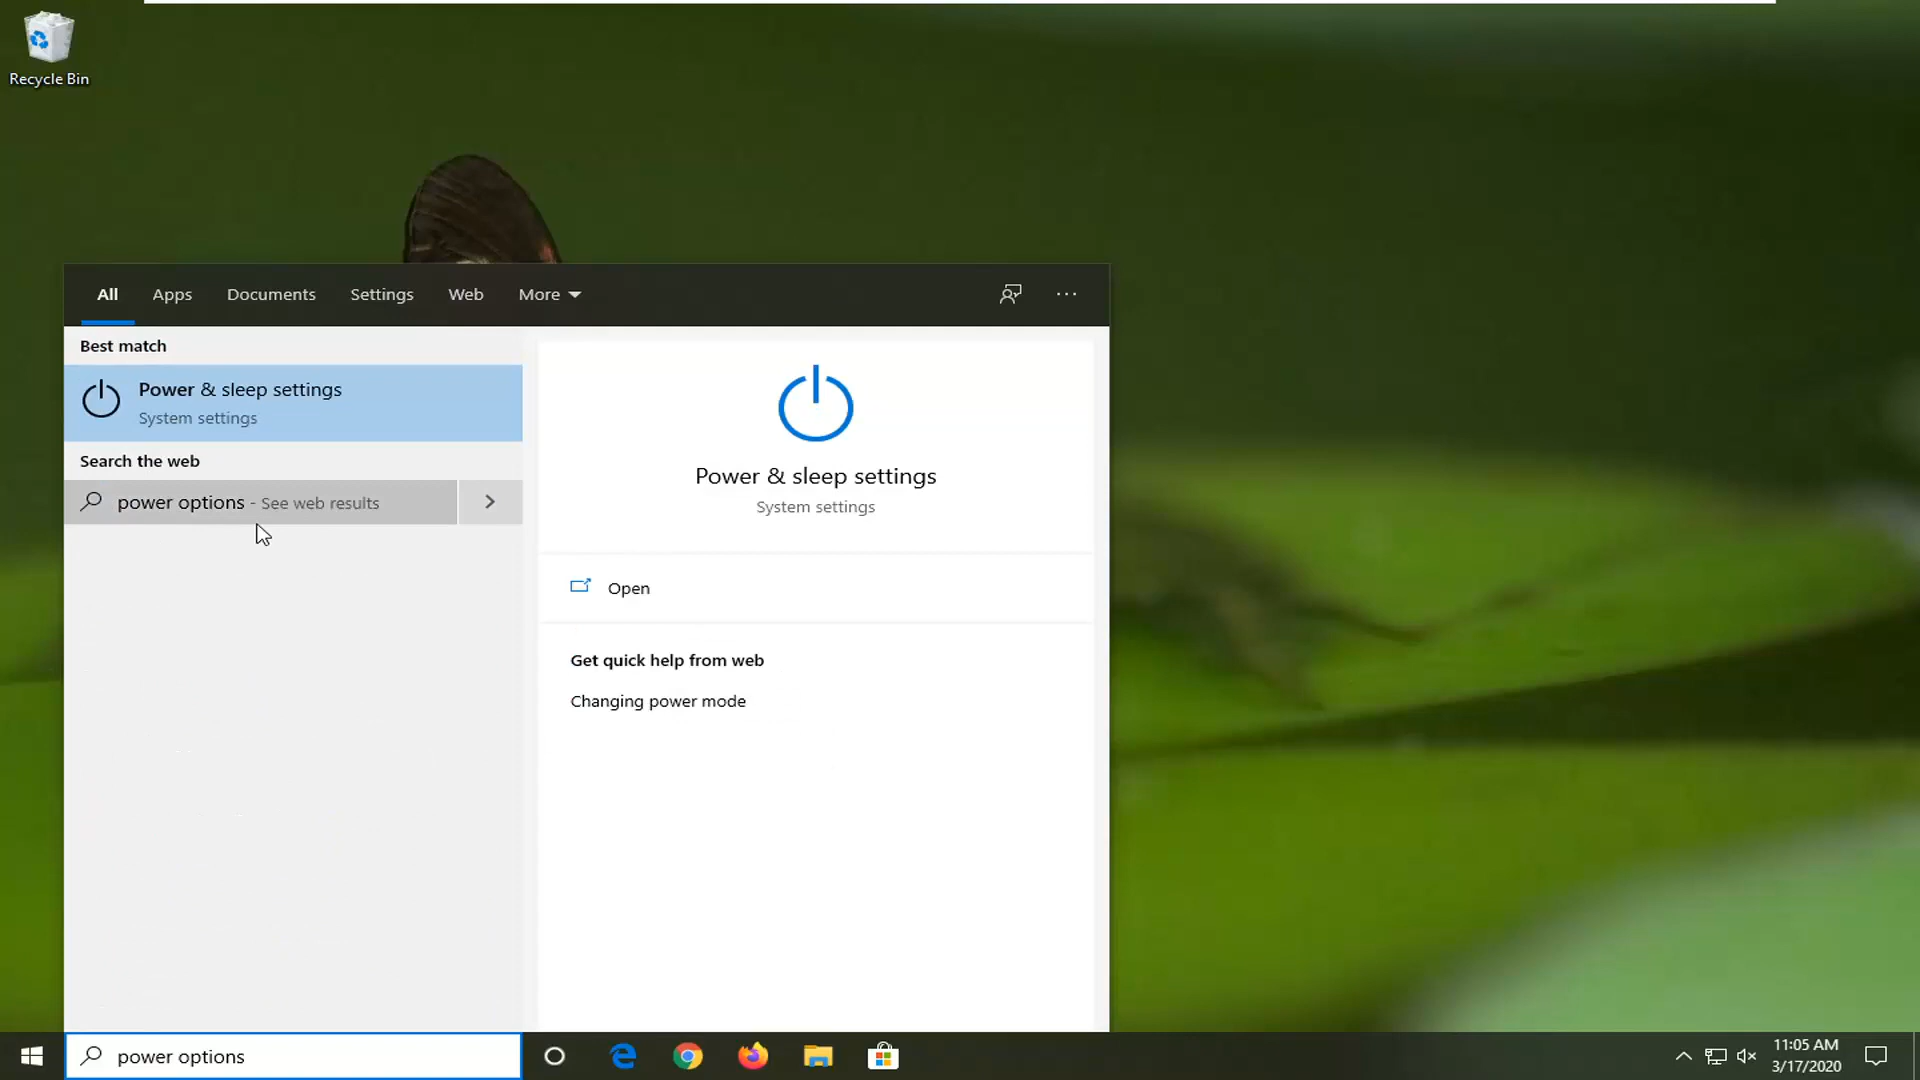 Recycle Bin
All Apps Documents Settings Web More
Best match
Power & sleep settings
System settings
Search the web
power options - See web results
Power & sleep settings
System settings
Open
Get quick help from web
Changing power mode
power options
11:05 AM
3/17/2020